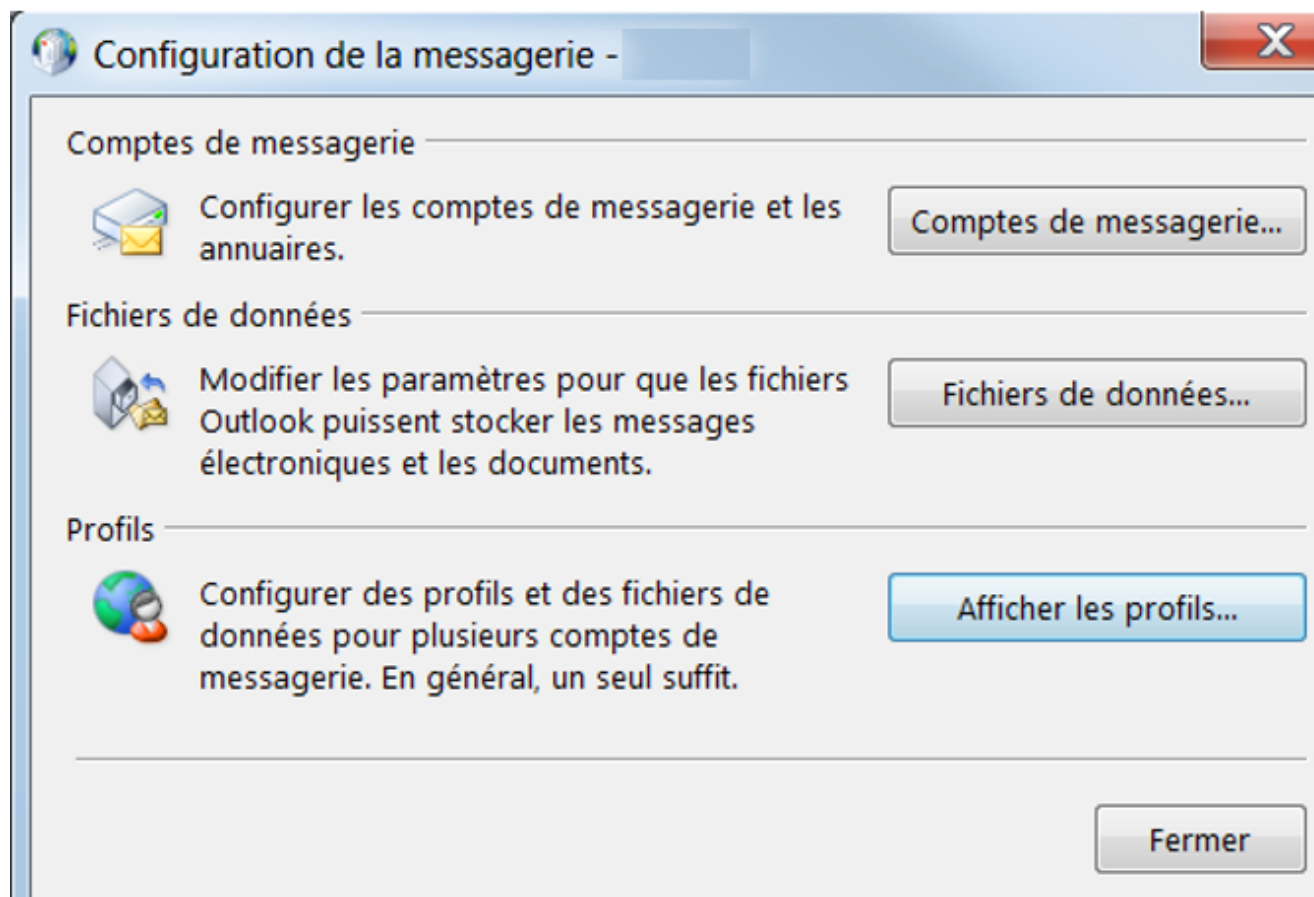 Configuration de la messagerie -
Comptes de messagerie
Configurer les comptes de messagerie et les
annuaires.
Comptes de messagerie...
Fichiers de données
Modifier les paramètres pour que les fichiers
Outlook puissent stocker les messages
électroniques et les documents.
Fichiers de données...
Profils
Configurer des profils et des fichiers de
données pour plusieurs comptes de
messagerie. En général, un seul suffit.
Afficher les profils...
Fermer